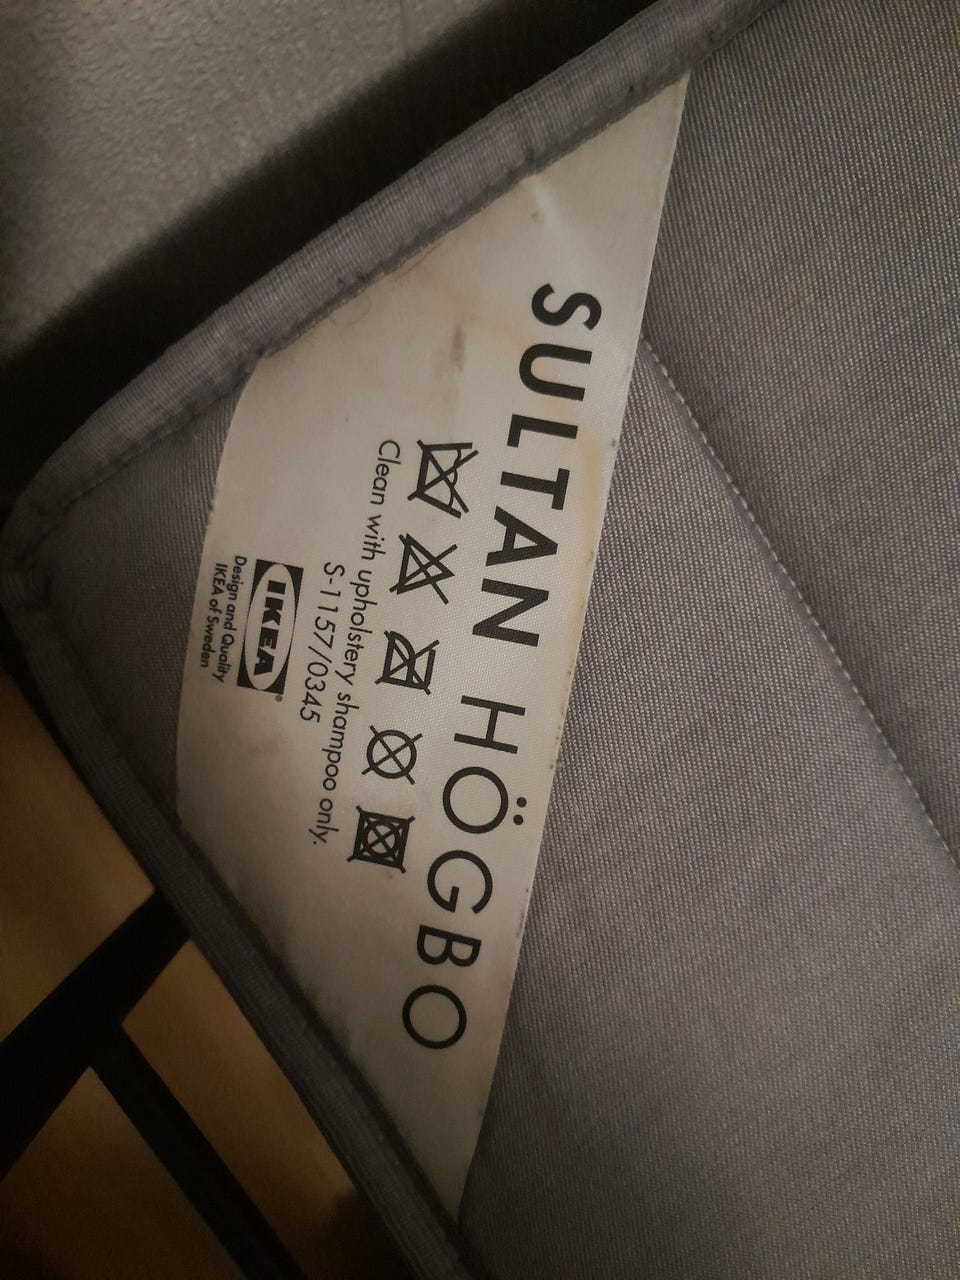 SULTAN HÖGBO
Clean with upholstery shampoo only.
S-1157/0345
IKEA®
Design and Quality
IKEA of Sweden